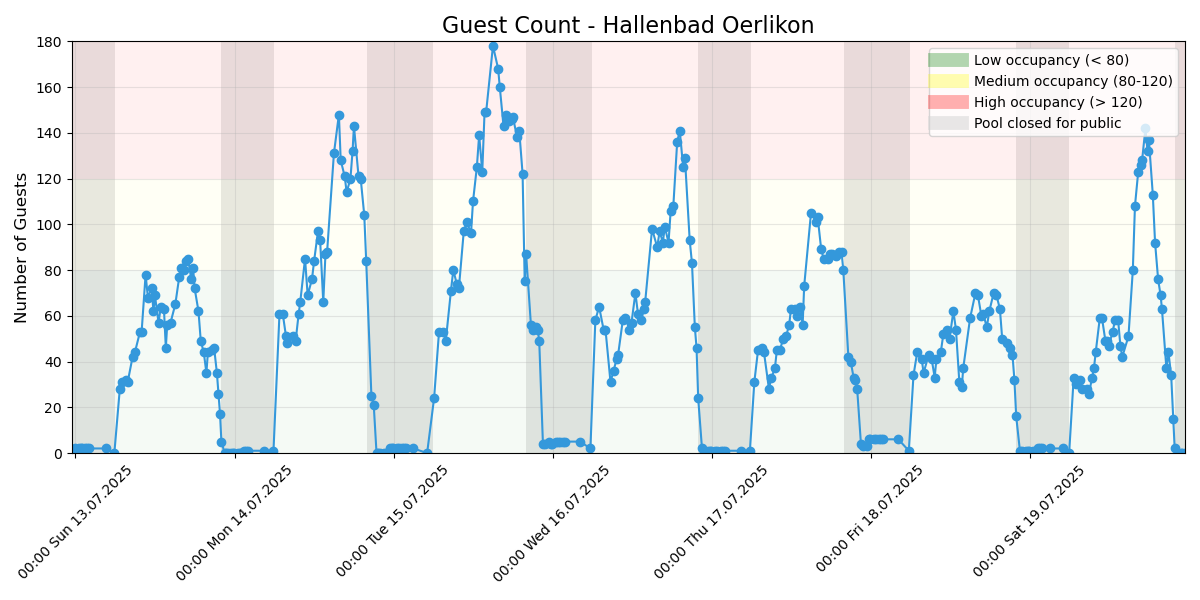 Guest Count - Hallenbad Oerlikon
Number of Guests
180
160
140
120
100
80
60
40
20
0
Low occupancy (< 80)
Medium occupancy (80-120)
High occupancy (> 120)
Pool closed for public
00:00 Sun 13.07.2025
00:00 Mon 14.07.2025
00:00 Tue 15.07.2025
00:00 Wed 16.07.2025
00:00 Thu 17.07.2025
00:00 Fri 18.07.2025
00:00 Sat 19.07.2025